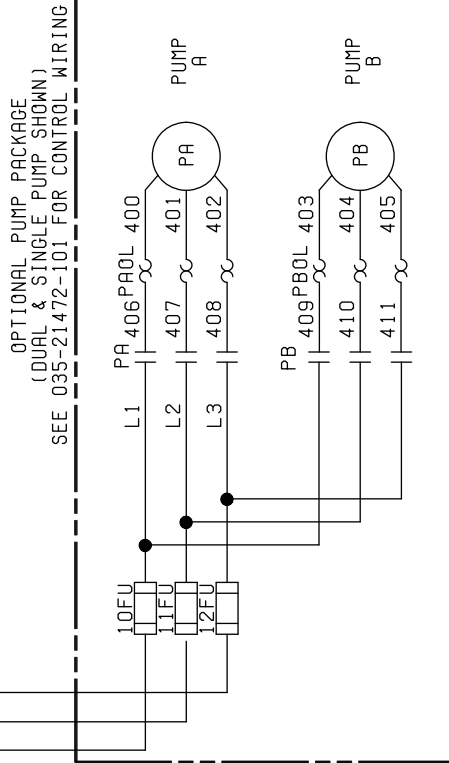 OPTIONAL PUMP PACKAGE
(DUAL & SINGLE PUMP SHOWN)
SEE 035-21472-101 FOR CONTROL WIRING
PUMP
A
PA
400
401
402
PAOL
406
407
408
PA
L1
L2
L3
10FU
11FU
12FU
PUMP
B
PB
403
404
405
PBOL
409
410
411
PB